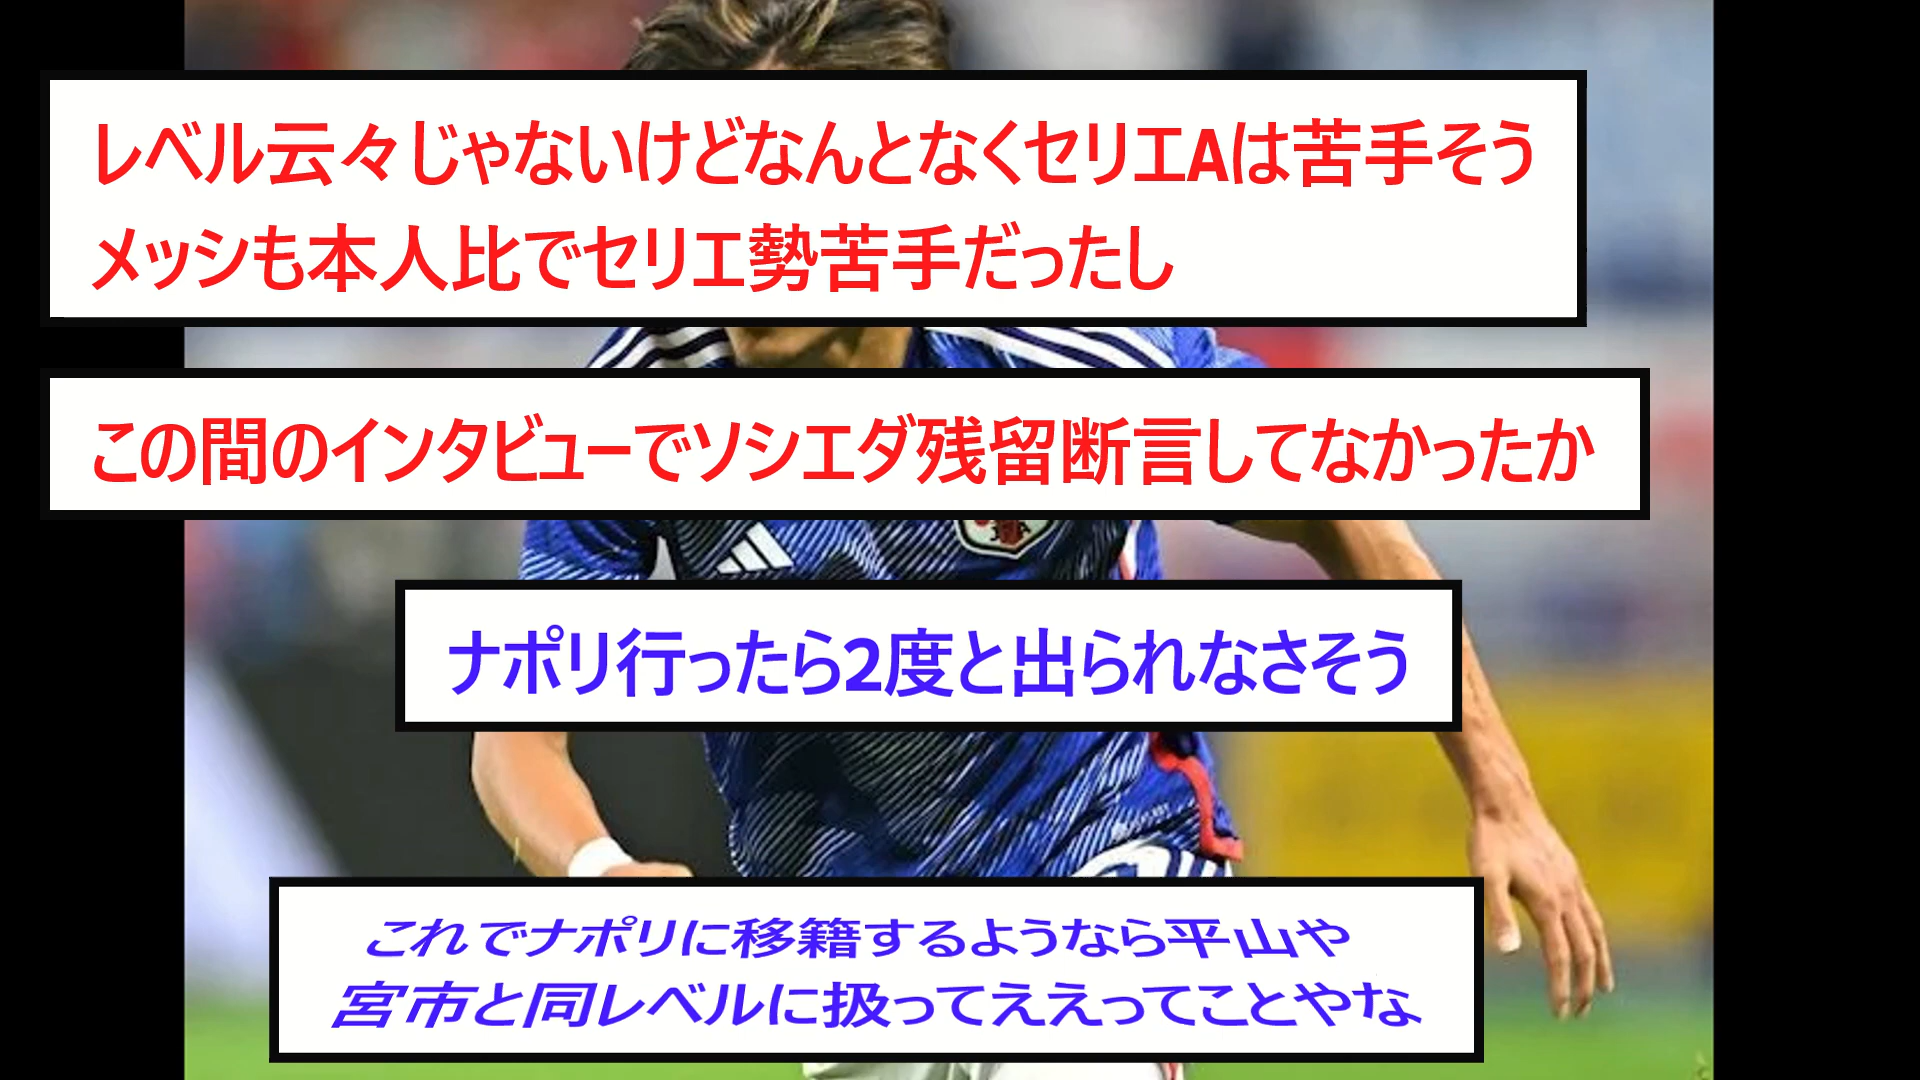 レベル云々じゃないけどなんとなくセリエAは苦手そう
メッシも本人比でセリエ勢苦手だったし
この間のインタビューでソシエダ残留断言してなかったか
ナポリ行ったら2度と出られなさそう
これでナポリに移籍するようなら平山や
宮市と同レベルに扱ってええってことやな